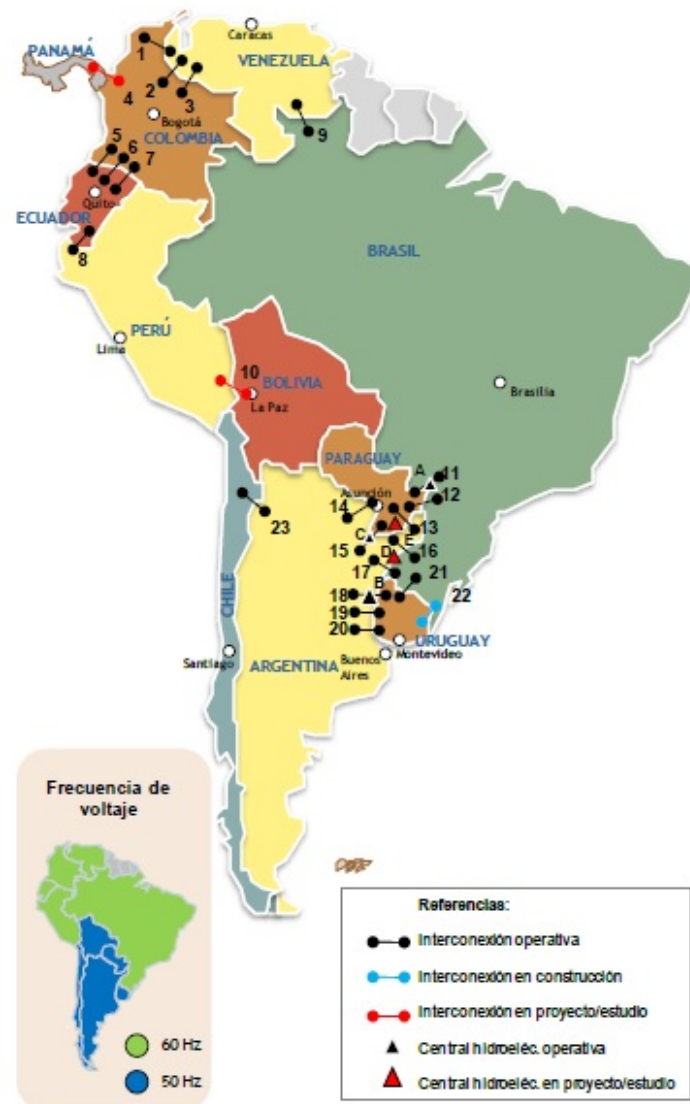 Caracas
PANAMÁ
1
VENEZUELA
2
3
4
Bogotá
9
COLOMBIA
5
6
7
Quito
ECUADOR
8
BRASIL
PERÚ
Lima
10
BOLIVIA
La Paz
Brasilia
PARAGUAY
A
11
12
Asunción
14
13
C
E
15
D
16
17
21
B
22
18
19
20
23
CHILE
URUGUAY
Montevideo
Santiago
ARGENTINA
Buenos
Aires
Frecuencia de
voltaje
60 Hz
50 Hz
Referencias:
Interconexión operativa
Interconexión en construcción
Interconexión en proyecto/estudio
Central hidroeléc. operativa
Central hidroeléc. en proyecto/estudio